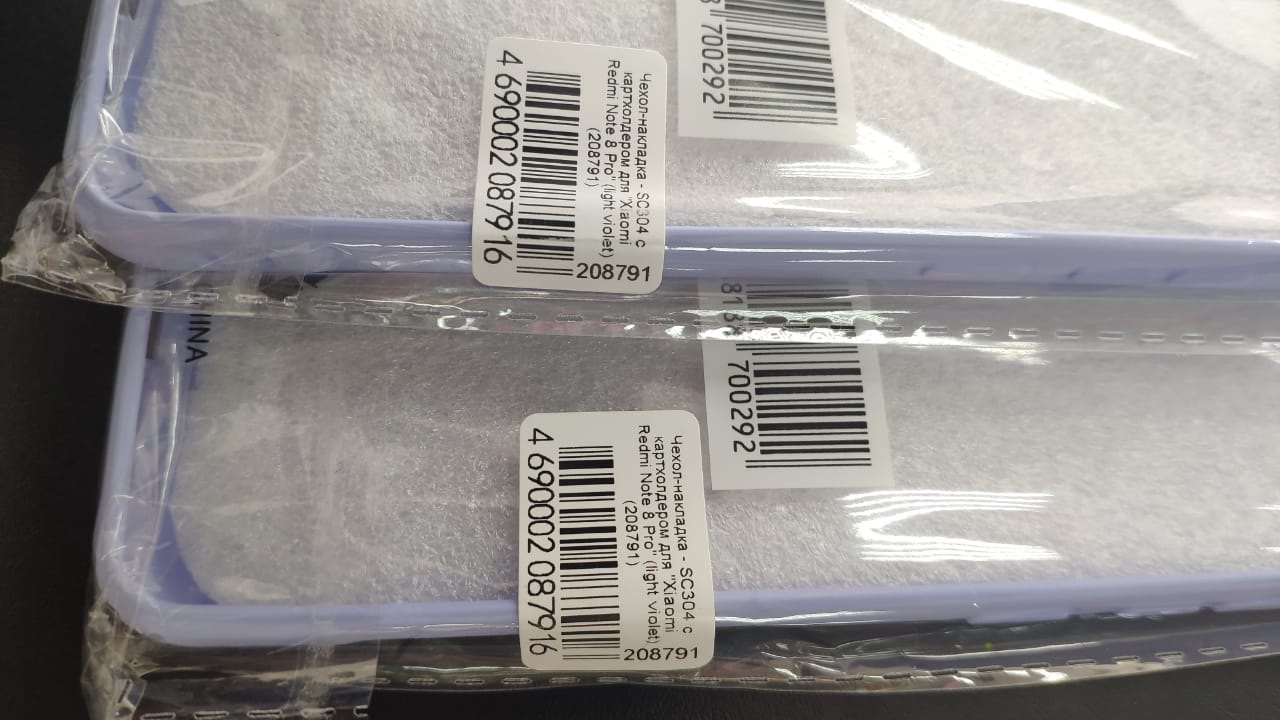 Чехол-накладка - SC304 с
картхолдером для "Xiaomi
Redmi Note 8 Pro" (light violet)
(208791)
4 690002 087916
208791
700292
Чехол-накладка - SC304 с
картхолдером для "Xiaomi
Redmi Note 8 Pro" (light violet)
(208791)
4 690002 087916
208791
700292